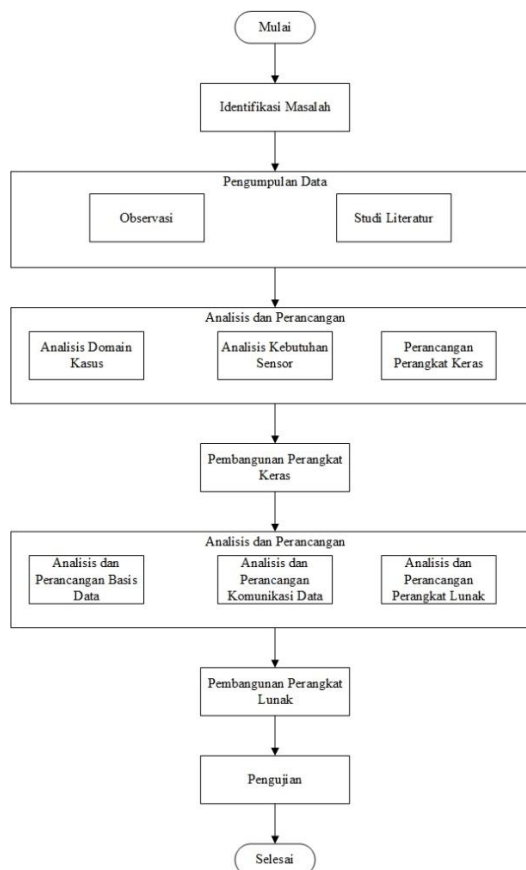 Mulai
Identifikasi Masalah
Pengumpulan Data
Observasi
Studi Literatur
Analisis dan Perancangan
Analisis Domain
Kasus
Analisis Kebutuhan
Sensor
Perancangan
Perangkat Keras
Pembangunan Perangkat
Keras
Analisis dan Perancangan
Analisis dan
Perancangan Basis
Data
Analisis dan
Perancangan
Komunikasi Data
Analisis dan
Perancangan
Perangkat Lunak
Pembangunan Perangkat
Lunak
Pengujian
Selesai